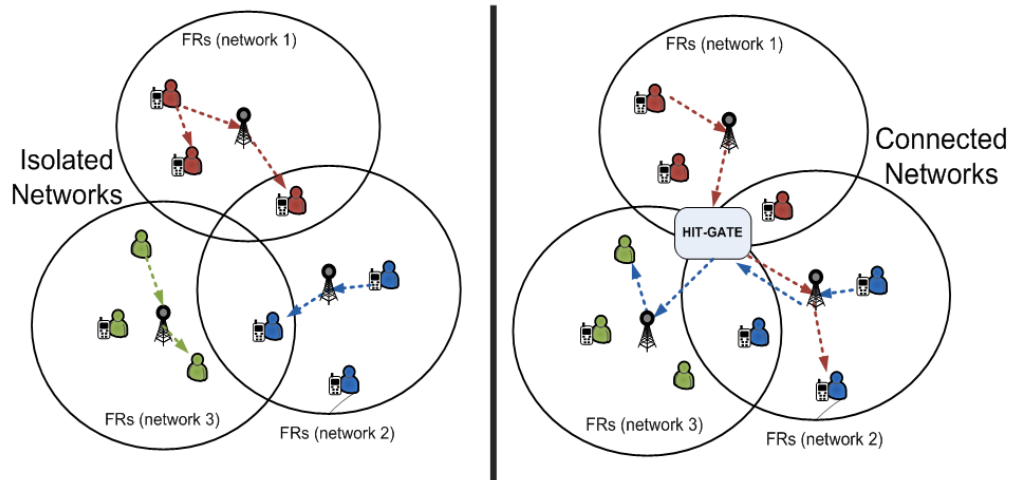 FRs (network 1)
Isolated
Networks
FRs (network 3)
FRs (network 2)
FRs (network 1)
Connected
Networks
HIT-GATE
FRs (network 3)
FRs (network 2)